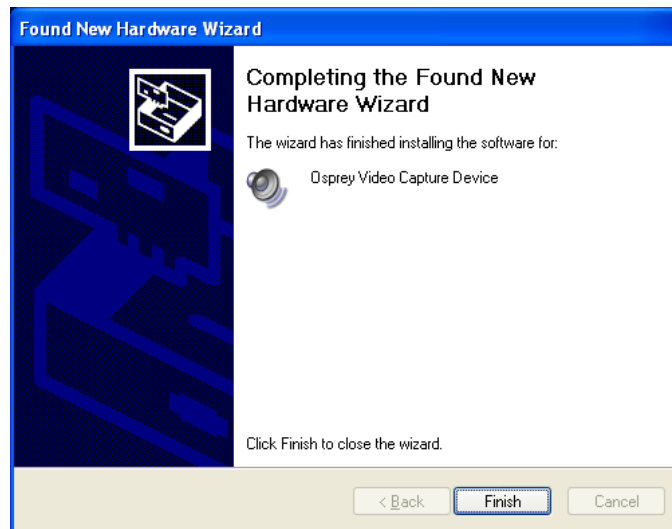 Found New Hardware Wizard
Completing the Found New
Hardware Wizard
The wizard has finished installing the software for:
Osprey Video Capture Device
Click Finish to close the wizard.
< Back
Finish
Cancel